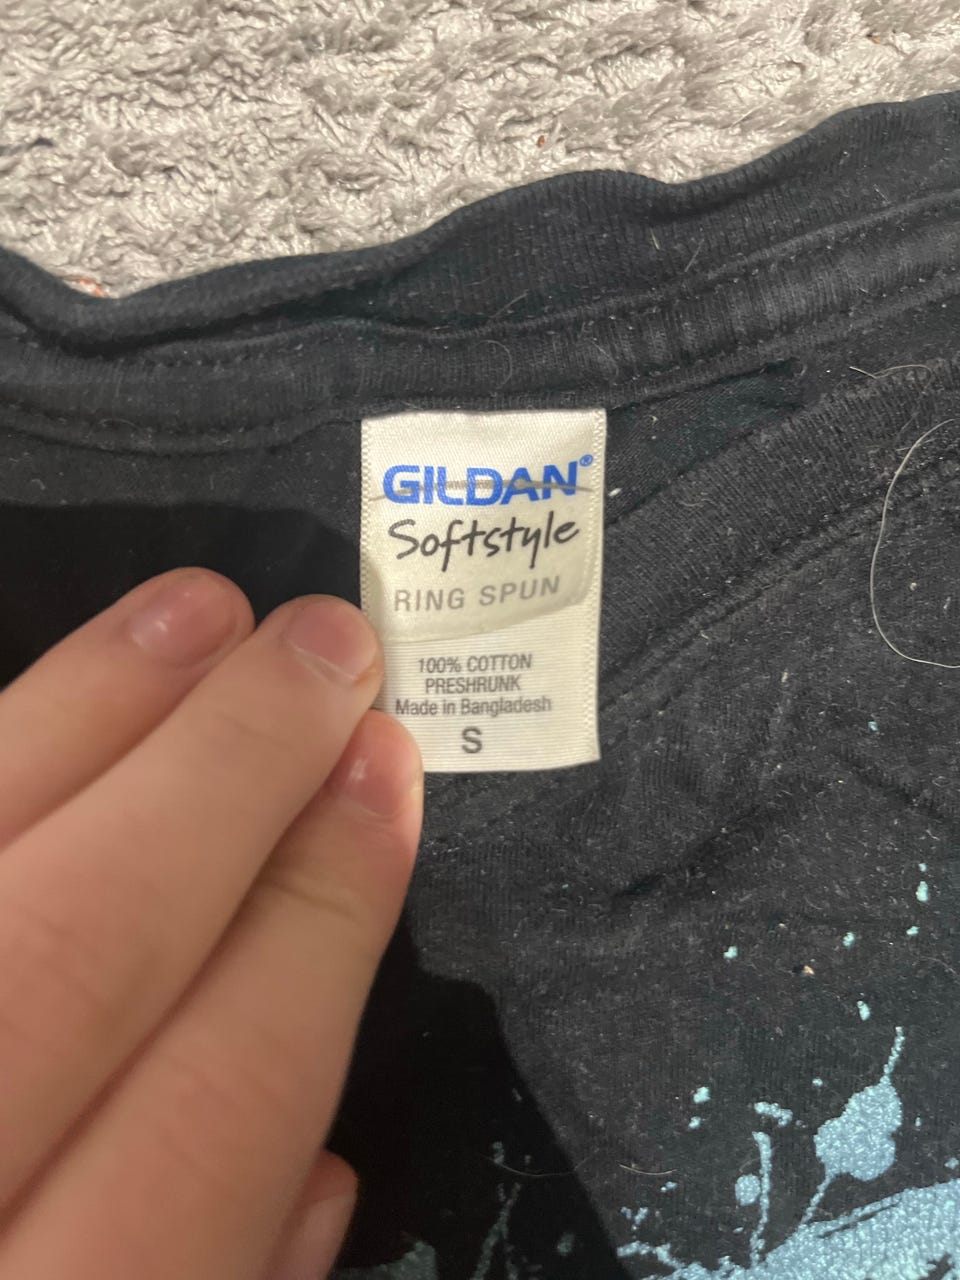 GILDAN®
Softstyle
RING SPUN
100% COTTON
PRESHRUNK
Made in Bangladesh
S